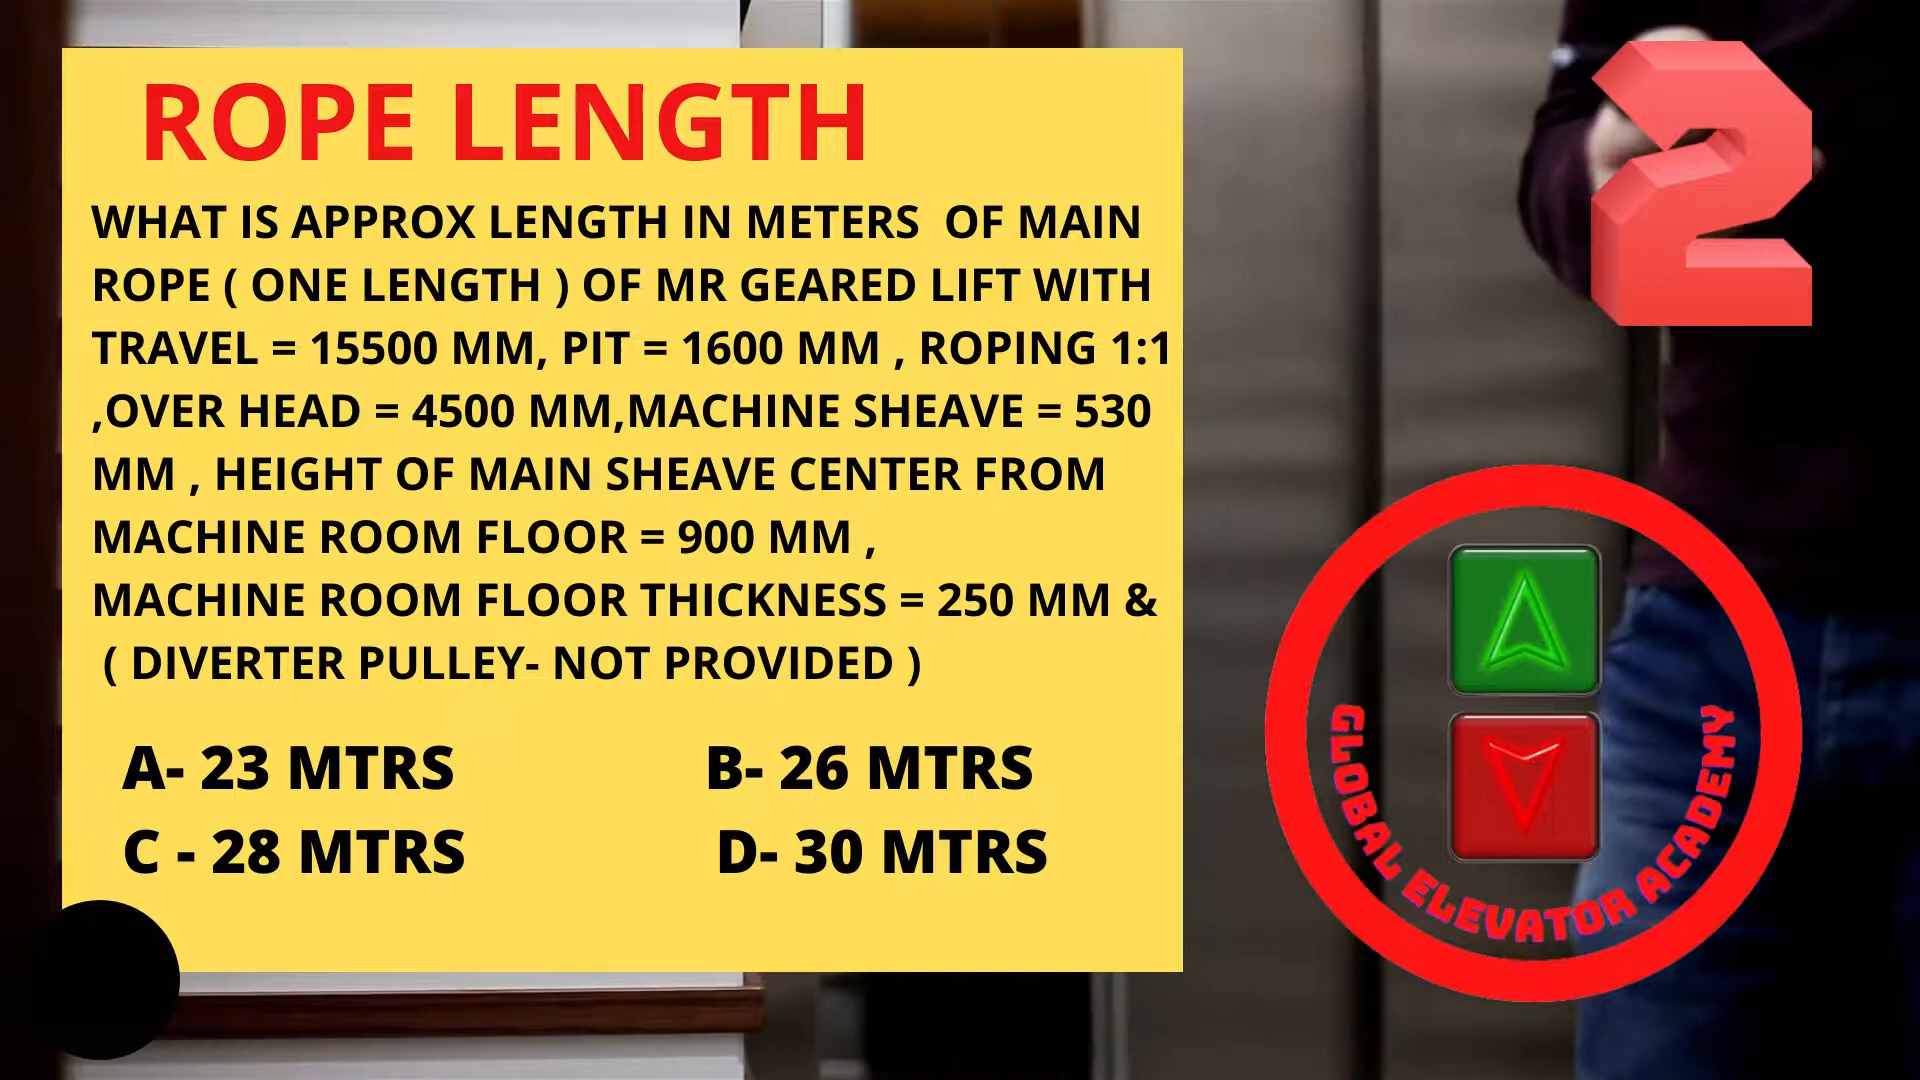 ROPE LENGTH
2
WHAT IS APPROX LENGTH IN METERS  OF MAIN
ROPE ( ONE LENGTH ) OF MR GEARED LIFT WITH
TRAVEL = 15500 MM, PIT = 1600 MM , ROPING 1:1
,OVER HEAD = 4500 MM,MACHINE SHEAVE = 530
MM , HEIGHT OF MAIN SHEAVE CENTER FROM
MACHINE ROOM FLOOR = 900 MM ,
MACHINE ROOM FLOOR THICKNESS = 250 MM &
( DIVERTER PULLEY- NOT PROVIDED )
A- 23 MTRS B- 26 MTRS
C - 28 MTRS D- 30 MTRS
GLOBAL ELEVATOR ACADEMY